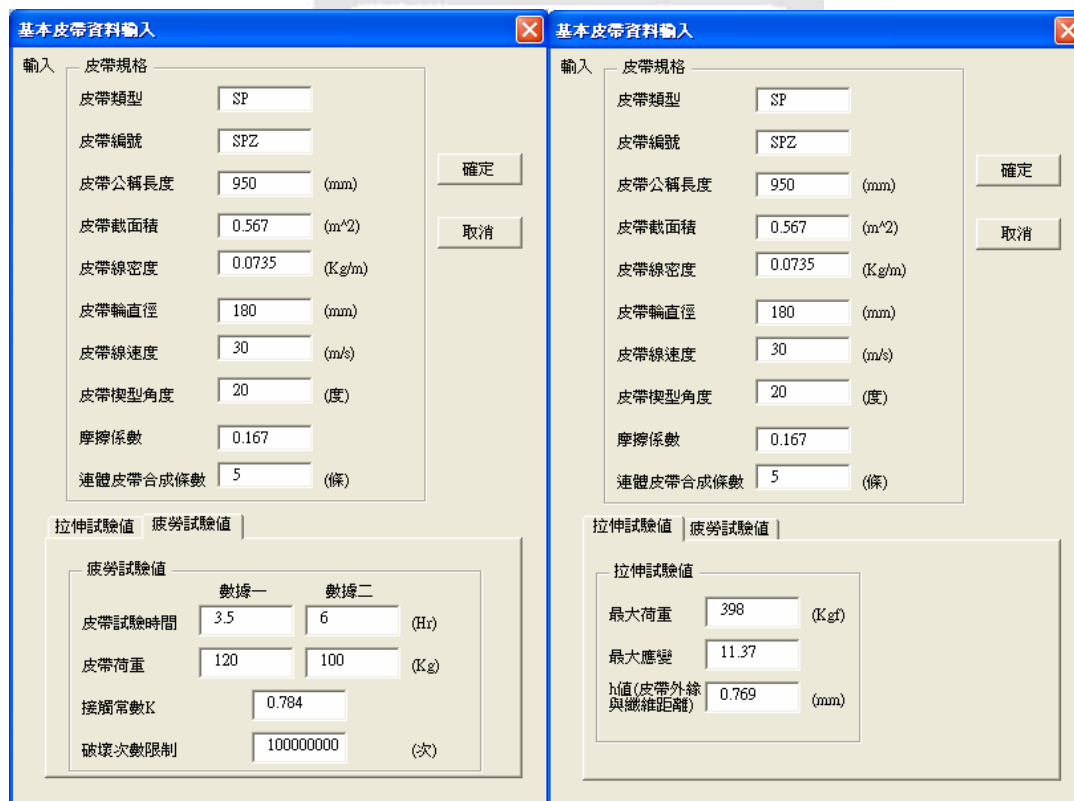 基本皮帶資料輸入
輸入
皮帶規格
皮帶類型 SP
皮帶編號 SPZ
皮帶公稱長度 950 (mm)
皮帶截面積 0.567 (m^2)
皮帶線密度 0.0735 (Kg/m)
皮帶輪直徑 180 (mm)
皮帶線速度 30 (m/s)
皮帶楔型角度 20 (度)
摩擦係數 0.167
連體皮帶合成條數 5 (條)
確定
取消
拉伸試驗值 疲勞試驗值
疲勞試驗值
數據一 數據二
皮帶試驗時間 3.5 6 (Hr)
皮帶荷重 120 100 (Kg)
接觸常數K 0.784
破壞次數限制 100000000 (次)
基本皮帶資料輸入
輸入
皮帶規格
皮帶類型 SP
皮帶編號 SPZ
皮帶公稱長度 950 (mm)
皮帶截面積 0.567 (m^2)
皮帶線密度 0.0735 (Kg/m)
皮帶輪直徑 180 (mm)
皮帶線速度 30 (m/s)
皮帶楔型角度 20 (度)
摩擦係數 0.167
連體皮帶合成條數 5 (條)
確定
取消
拉伸試驗值 疲勞試驗值
拉伸試驗值
最大荷重 398 (Kgf)
最大應變 11.37
h值(皮帶外緣
與纖維距離) 0.769 (mm)